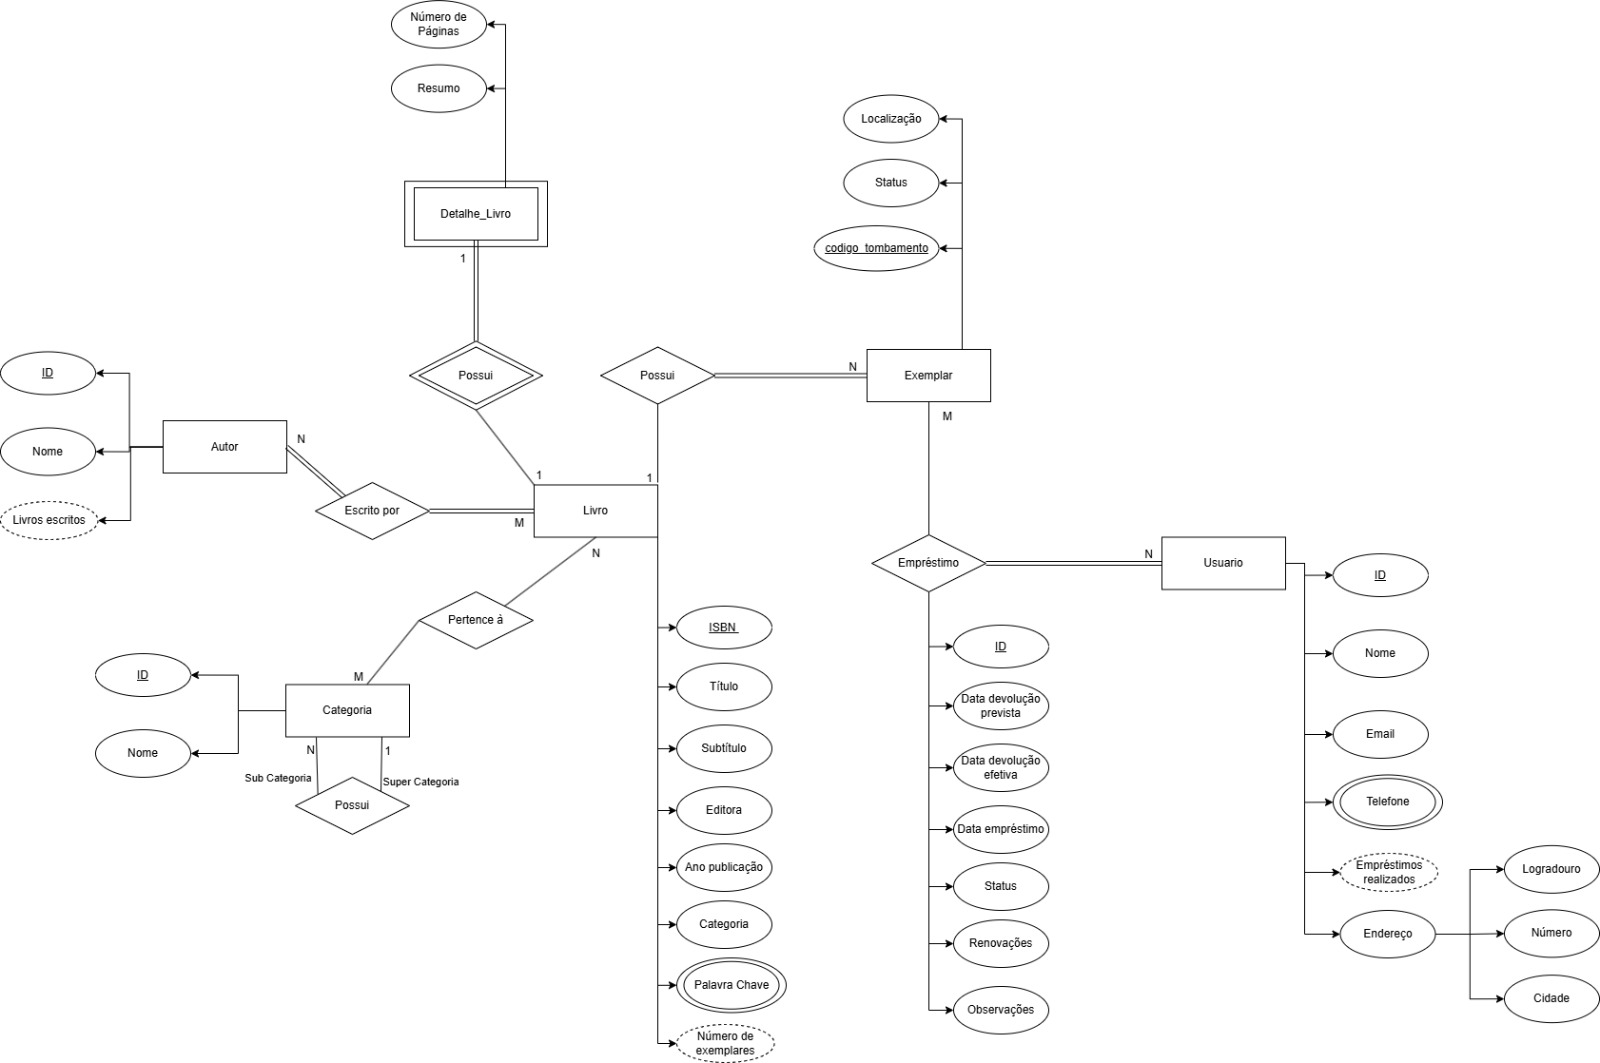 Número de
Páginas
Resumo
Detalhe_Livro
1
Possui
Localização
Status
codigo_tombamento
Possui
N
Exemplar
M
ID
Nome
Livros escritos
Autor
N
Escrito por
M
1
1
Livro
N
Pertence à
M
ID
Nome
Categoria
N
1
Sub Categoria
Super Categoria
Possui
ISBN
Título
Subtítulo
Editora
Ano publicação
Categoria
Palavra Chave
Número de
exemplares
Empréstimo
N
Usuario
ID
Data devolução
prevista
Data devolução
efetiva
Data empréstimo
Status
Renovações
Observações
ID
Nome
Email
Telefone
Empréstimos
realizados
Endereço
Logradouro
Número
Cidade